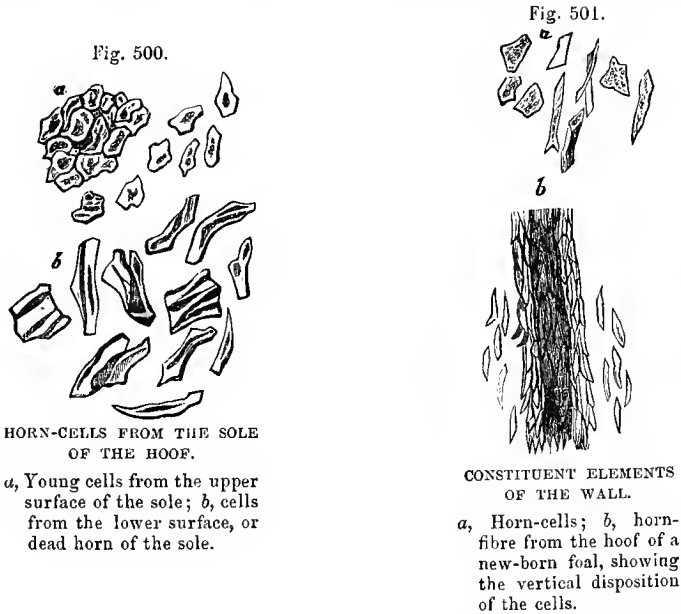 Fig. 500.
a
b
HORN-CELLS FROM THE SOLE
OF THE HOOF.
a, Young cells from the upper
surface of the sole; b, cells
from the lower surface, or
dead horn of the sole.
Fig. 501.
a
b
CONSTITUENT ELEMENTS
OF THE WALL.
a, Horn-cells; b, horn-
fibre from the hoof of a
new-born foal, showing
the vertical disposition
of the cells.